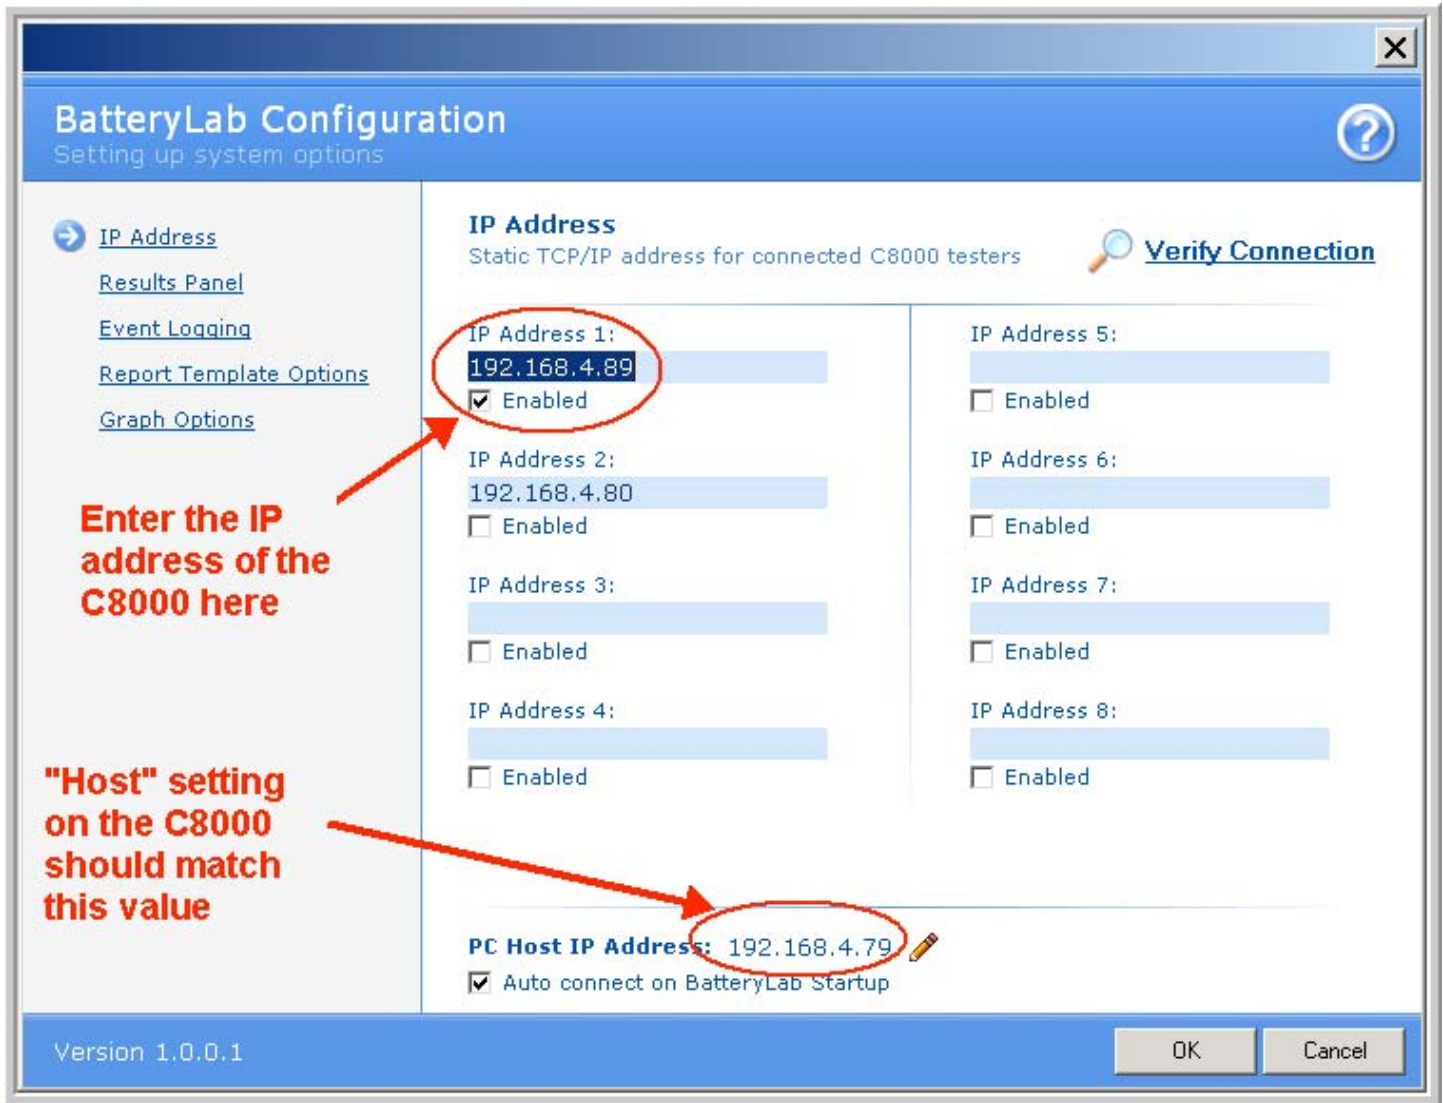 BatteryLab Configuration
Setting up system options
IP Address
Results Panel
Event Logging
Report Template Options
Graph Options
Enter the IP
address of the
C8000 here
"Host" setting
on the C8000
should match
this value
IP Address
Static TCP/IP address for connected C8000 testers
Verify Connection
IP Address 1:
192.168.4.89
Enabled
IP Address 2:
192.168.4.80
Enabled
IP Address 3:
Enabled
IP Address 4:
Enabled
IP Address 5:
Enabled
IP Address 6:
Enabled
IP Address 7:
Enabled
IP Address 8:
Enabled
PC Host IP Address: 192.168.4.79
Auto connect on BatteryLab Startup
Version 1.0.0.1
OK
Cancel